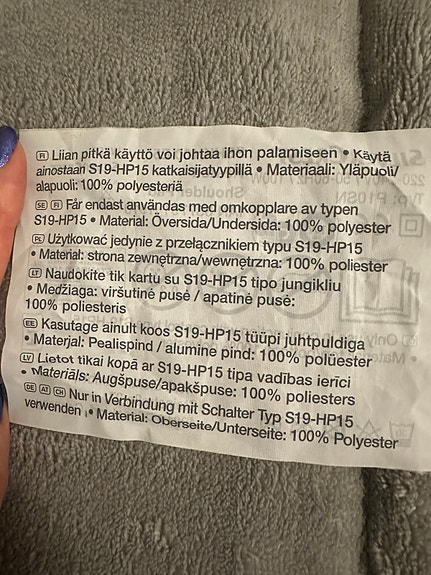 FI Liian pitkä käyttö voi johtaa ihon palamiseen • Käytä
ainostaan S19-HP15 katkaisijatyypillä • Materiaali: Yläpuoli/
alapuoli: 100% polyesteriä
SE FI Får endast användas med omkopplare av typen
S19-HP15 • Material: Översida/Undersida: 100% polyester
PL Użytkować jedynie z przełącznikiem typu S19-HP15
• Material: strona zewnętrzna/wewnętrzna: 100% poliester
LT Naudokite tik kartu su S19-HP15 tipo jungikliu
• Medžiaga: viršutinė pusė / apatinė pusė:
100% poliesteris
EE Kasutage ainult koos S19-HP15 tüüpi juhtpuldiga
• Materjal: Pealispind / alumine pind: 100% polüester
LV Lietot tikai kopā ar S19-HP15 tipa vadības ierīci
• Materiāls: Augšpuse/apakšpuse: 100% poliesters
DE AT CH Nur in Verbindung mit Schalter Typ S19-HP15
verwenden • Material: Oberseite/Unterseite: 100% Polyester